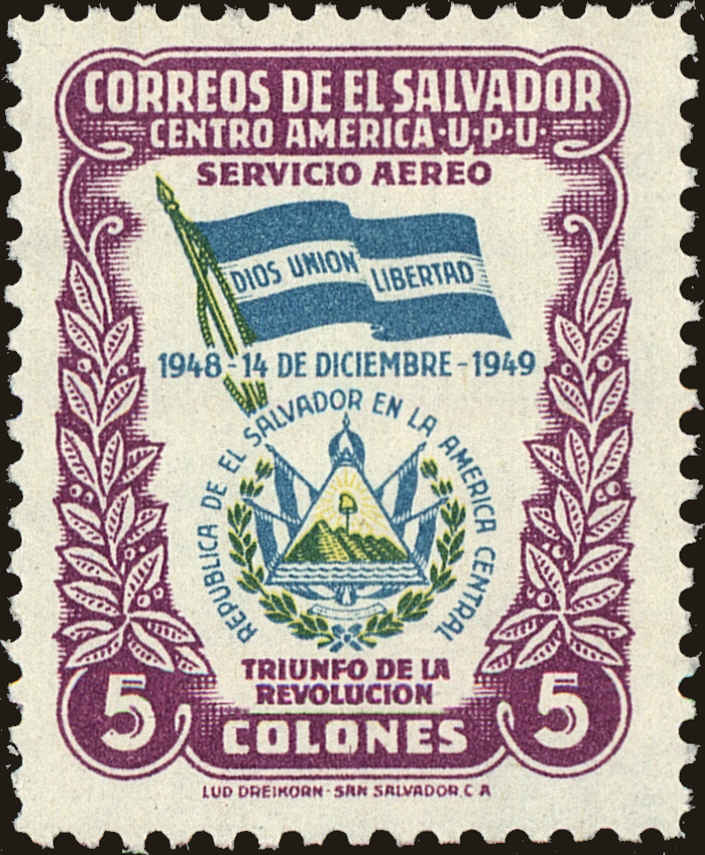 CORREOS DE EL SALVADOR
CENTRO AMERICA·U·P·U·
SERVICIO AEREO
DIOS UNION LIBERTAD
1948-14 DE DICIEMBRE-1949
REPUBLICA DE EL SALVADOR EN LA AMERICA CENTRAL
TRIUNFO DE LA
REVOLUCION
5 COLONES 5
LUD DREIKORN-SAN SALVADOR, C A